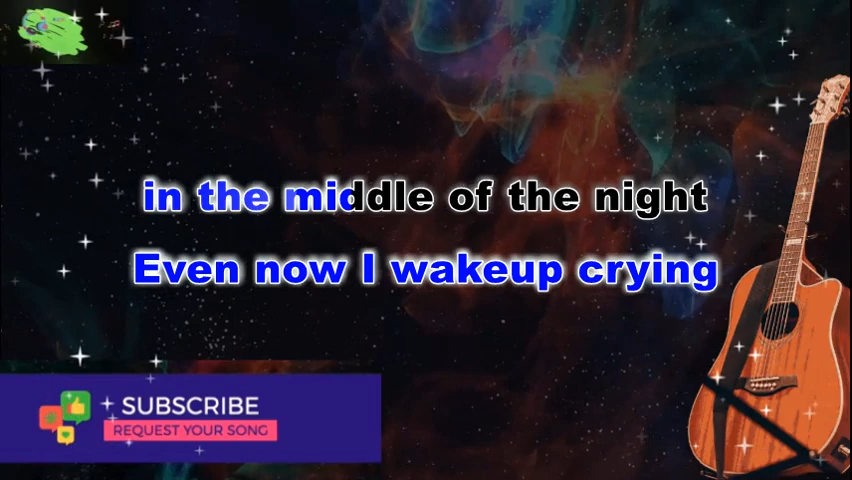 in the middle of the night
Even now I wakeup crying
SUBSCRIBE
REQUEST YOUR SONG